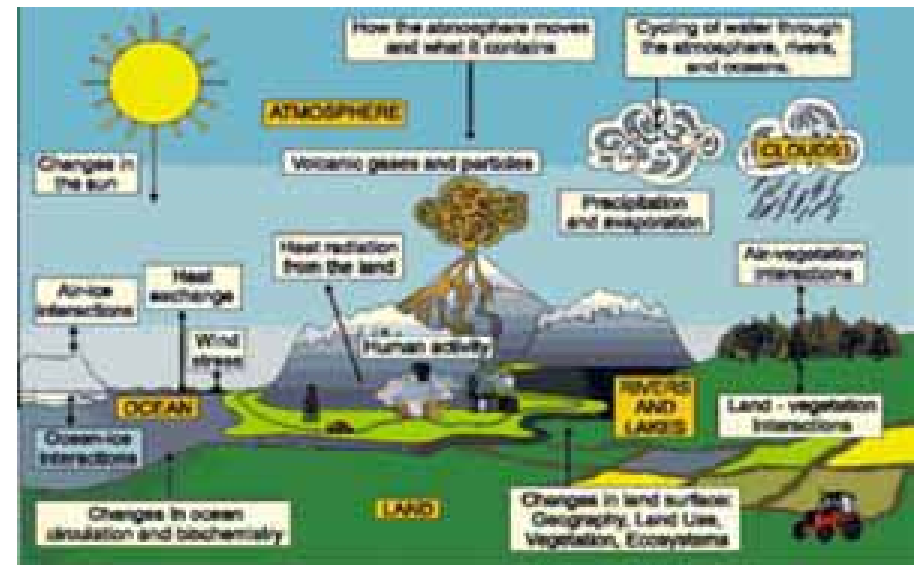 How the atmosphere moves
and what it contains
Cycling of water through
the atmosphere, rivers,
and oceans.
ATMOSPHERE
Changes in
the sun
Volcanic gases and particles
CLOUDS
Precipitation
and evaporation
Heat radiation
from the land
Air-vegetation
interactions
Heat
exchange
Air-ice
interactions
Wind
stress
Human activity
OCEAN
RIVERS
AND
LAKES
Land - vegetation
Interactions
Ocean-ice
Interactions
Changes in ocean
circulation and biochemistry
LAND
Changes in land surface:
Geography, Land Use,
Vegetation, Ecosystems